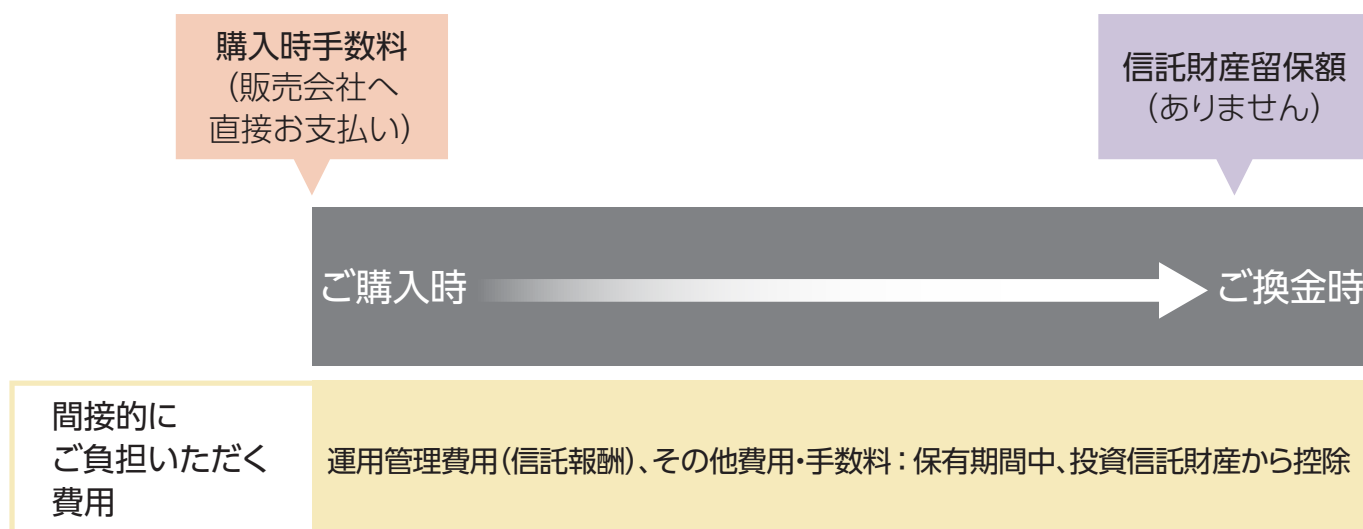 購入時手数料
(販売会社へ
直接お支払い)
信託財産留保額
(ありません)
ご購入時
ご換金時
間接的に
ご負担いただく
費用
運用管理費用(信託報酬)、その他費用・手数料：保有期間中、投資信託財産から控除